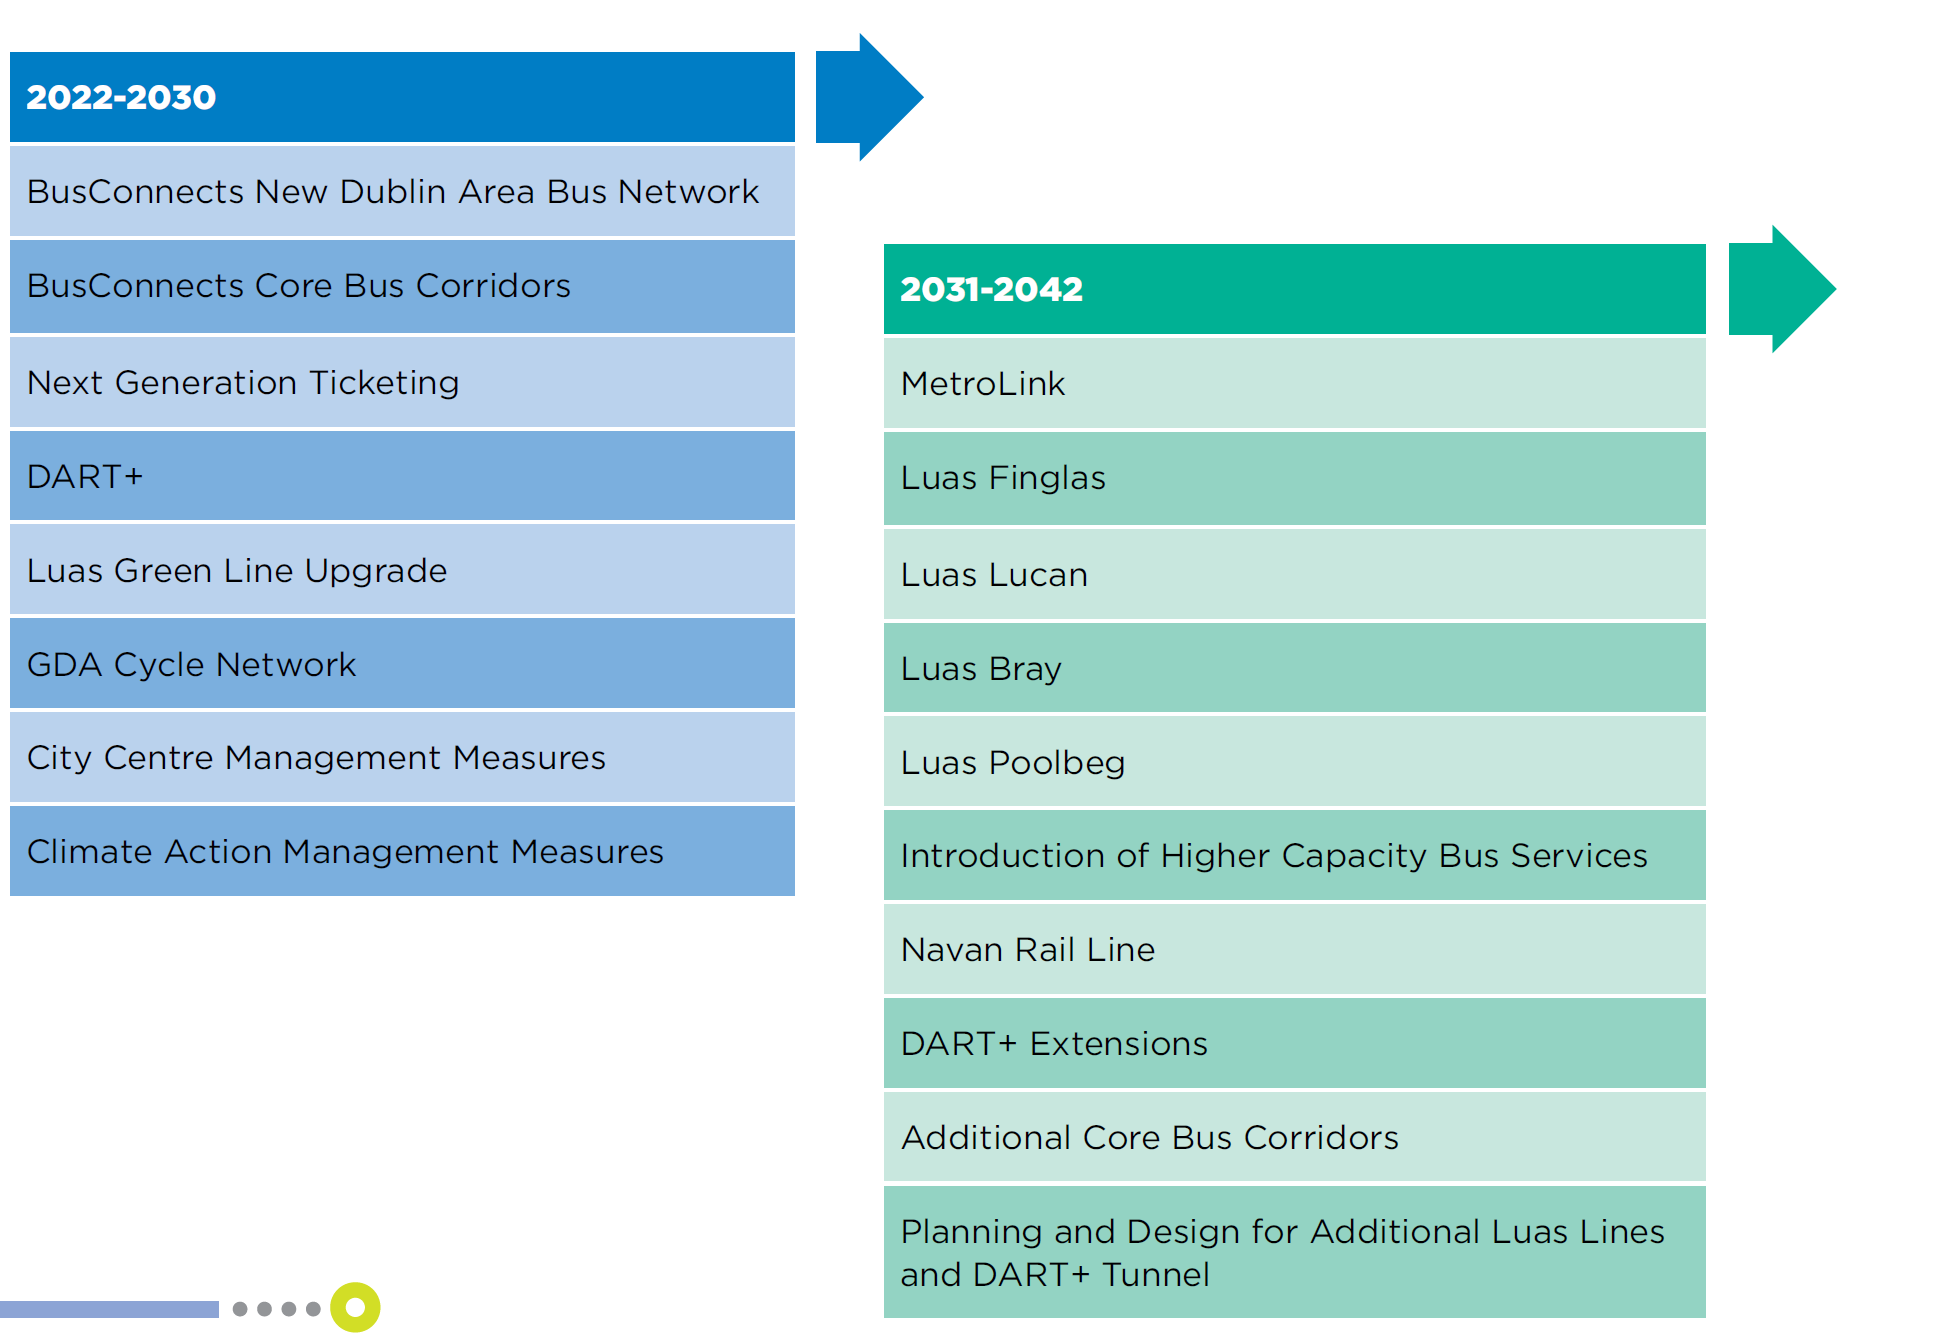 2022-2030
BusConnects New Dublin Area Bus Network
BusConnects Core Bus Corridors
Next Generation Ticketing
DART+
Luas Green Line Upgrade
GDA Cycle Network
City Centre Management Measures
Climate Action Management Measures
2031-2042
MetroLink
Luas Finglas
Luas Lucan
Luas Bray
Luas Poolbeg
Introduction of Higher Capacity Bus Services
Navan Rail Line
DART+ Extensions
Additional Core Bus Corridors
Planning and Design for Additional Luas Lines
and DART+ Tunnel